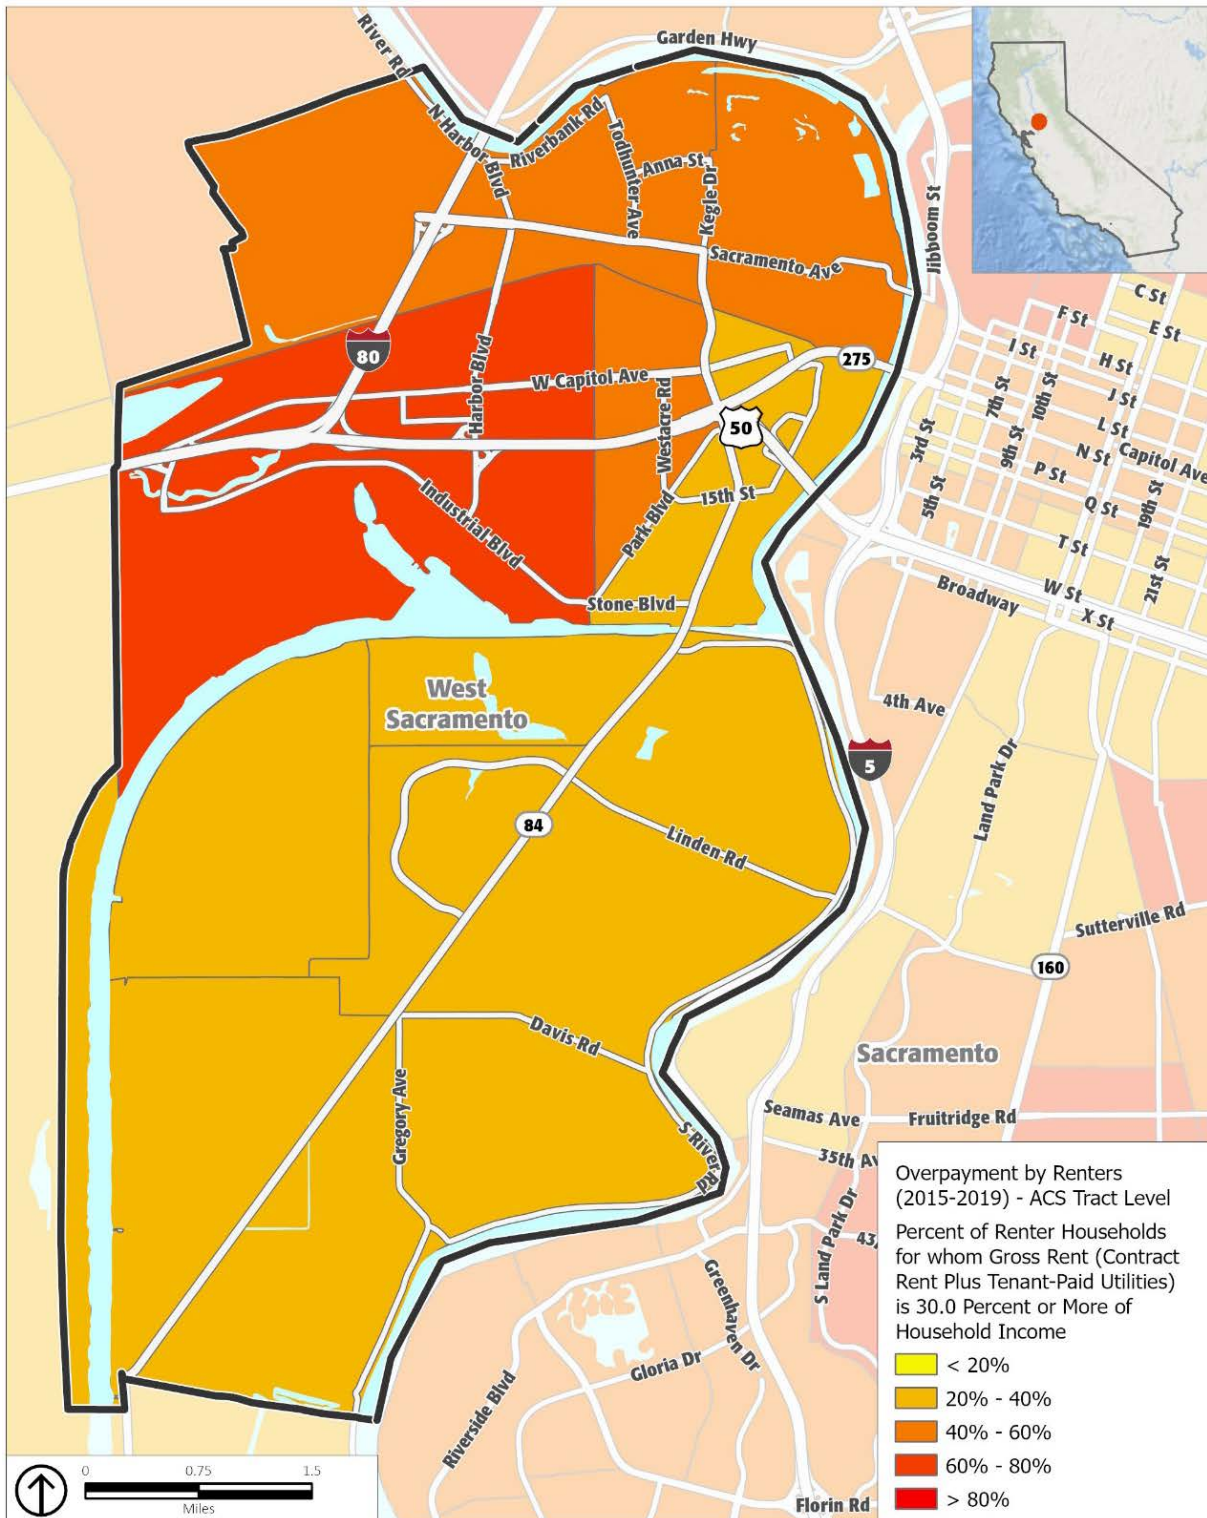 River Rd
Garden Hwy
N Harbor Blvd
Riverbank Rd
Todhunter Ave
Anna St
Kegle Dr
Sacramento Ave
Jibboom St
C St
E St
F St
I St
H St
J St
7th St
10th St
L St
3rd St
9th St
N St
Capitol Ave
P St
5th St
Q St
19th St
T St
21st St
W St
X St
Broadway
80
Harbor Blvd
W Capitol Ave
275
50
Westacre Rd
15th St
Park Blvd
Industrial Blvd
Stone Blvd
West
Sacramento
4th Ave
5
Land Park Dr
84
Linden Rd
Sutterville Rd
160
Davis Rd
Sacramento
Gregory Ave
S River Rd
Seamas Ave
Fruitridge Rd
35th Av
S Land Park Dr
43
Greenhaven Dr
Gloria Dr
Riverside Blvd
Florin Rd
Overpayment by Renters
(2015-2019) - ACS Tract Level
Percent of Renter Households
for whom Gross Rent (Contract
Rent Plus Tenant-Paid Utilities)
is 30.0 Percent or More of
Household Income
< 20%
20% - 40%
40% - 60%
60% - 80%
> 80%
0 0.75 1.5
Miles